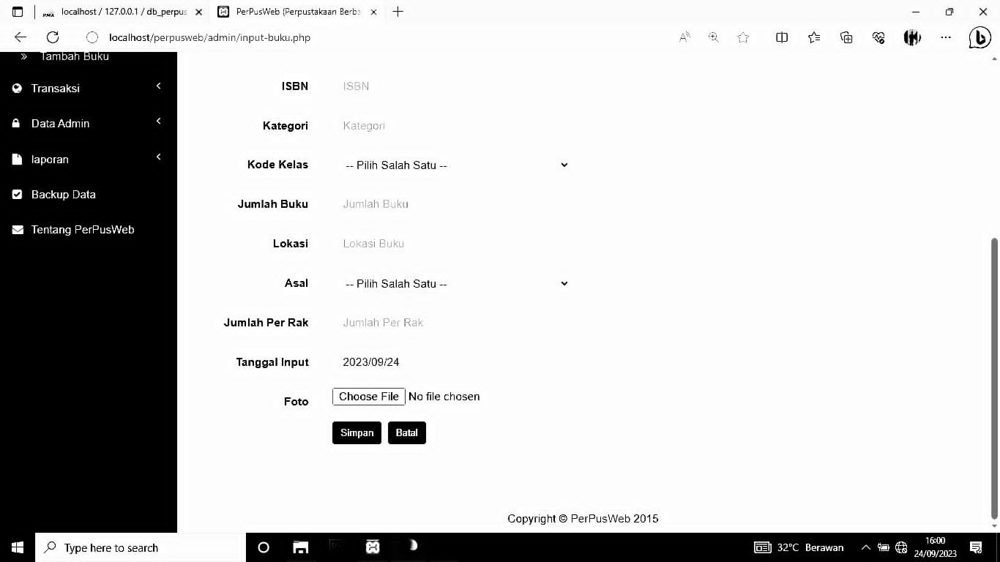 PMA localhost / 127.0.0.1 / db_perpus
PerPusWeb (Perpustakaan Berb
localhost/perpusweb/admin/input-buku.php
Tambah Buku
Transaksi
Data Admin
laporan
Backup Data
Tentang PerPusWeb
ISBN ISBN
Kategori Kategori
Kode Kelas -- Pilih Salah Satu --
Jumlah Buku Jumlah Buku
Lokasi Lokasi Buku
Asal -- Pilih Salah Satu --
Jumlah Per Rak Jumlah Per Rak
Tanggal Input 2023/09/24
Foto Choose File No file chosen
Simpan Batal
Copyright © PerPusWeb 2015
Type here to search
32°C Berawan
16:00
24/09/2023